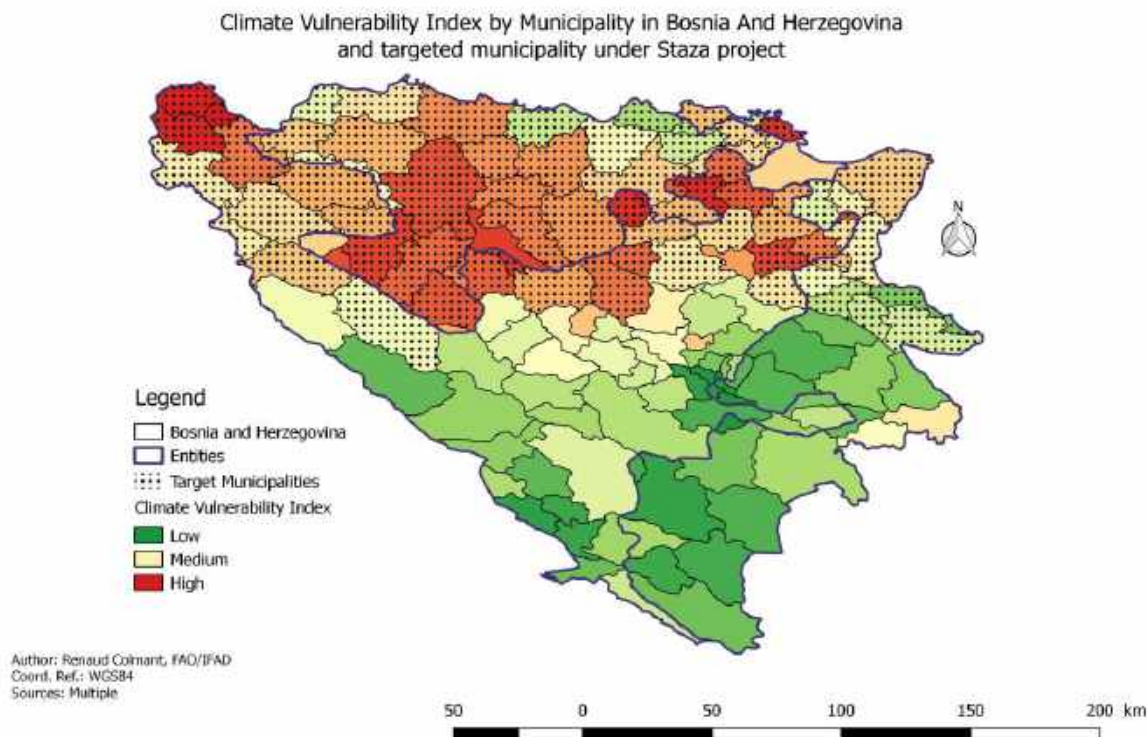 Climate Vulnerability Index by Municipality in Bosnia And Herzegovina
and targeted municipality under Staza project
N
Legend
Bosnia and Herzegovina
Entities
Target Municipalities
Climate Vulnerability Index
Low
Medium
High
Author: Renaud Colmant, FAO/IFAD
Coord. Ref.: WGS84
Sources: Multiple
50 0 50 100 150 200 km